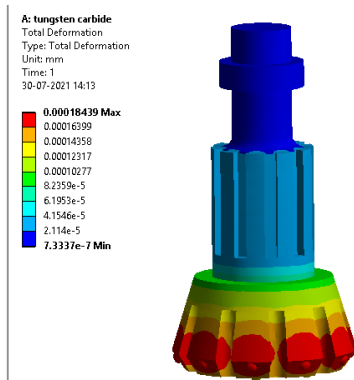 A: tungsten carbide
Total Deformation
Type: Total Deformation
Unit: mm
Time: 1
30-07-2021 14:13
0.00018439 Max
0.00016399
0.00014358
0.00012317
0.00010277
8.2359e-5
6.1953e-5
4.1546e-5
2.114e-5
7.3337e-7 Min